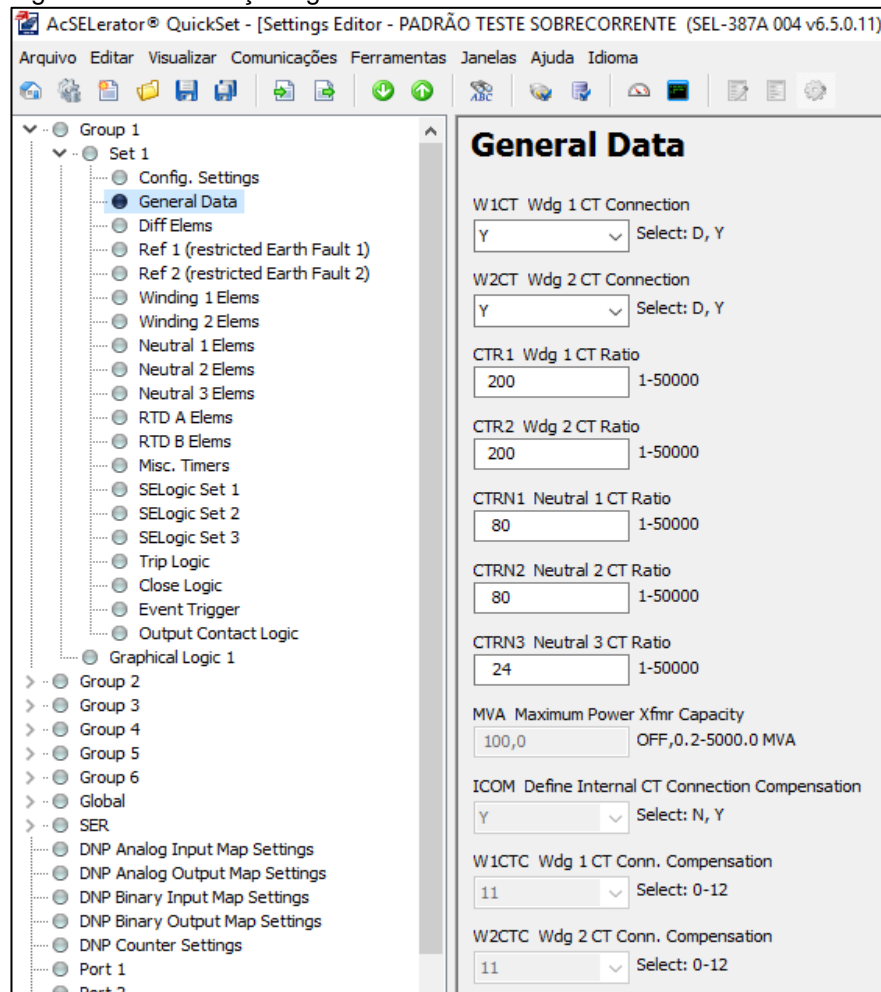 AcSELerator® QuickSet - [Settings Editor - PADRÃO TESTE SOBRECORRENTE (SEL-387A 004 v6.5.0.11)
Arquivo Editar Visualizar Comunicações Ferramentas Janelas Ajuda Idioma
Group 1
Set 1
Config. Settings
General Data
Diff Elems
Ref 1 (restricted Earth Fault 1)
Ref 2 (restricted Earth Fault 2)
Winding 1 Elems
Winding 2 Elems
Neutral 1 Elems
Neutral 2 Elems
Neutral 3 Elems
RTD A Elems
RTD B Elems
Misc. Timers
SELogic Set 1
SELogic Set 2
SELogic Set 3
Trip Logic
Close Logic
Event Trigger
Output Contact Logic
Graphical Logic 1
Group 2
Group 3
Group 4
Group 5
Group 6
Global
SER
DNP Analog Input Map Settings
DNP Analog Output Map Settings
DNP Binary Input Map Settings
DNP Binary Output Map Settings
DNP Counter Settings
Port 1
General Data
W1CT Wdg 1 CT Connection
Y Select: D, Y
W2CT Wdg 2 CT Connection
Y Select: D, Y
CTR1 Wdg 1 CT Ratio
200 1-50000
CTR2 Wdg 2 CT Ratio
200 1-50000
CTRN1 Neutral 1 CT Ratio
80 1-50000
CTRN2 Neutral 2 CT Ratio
80 1-50000
CTRN3 Neutral 3 CT Ratio
24 1-50000
MVA Maximum Power Xfmr Capacity
100,0 OFF,0.2-5000.0 MVA
ICOM Define Internal CT Connection Compensation
Y Select: N, Y
W1CTC Wdg 1 CT Conn. Compensation
11 Select: 0-12
W2CTC Wdg 2 CT Conn. Compensation
11 Select: 0-12